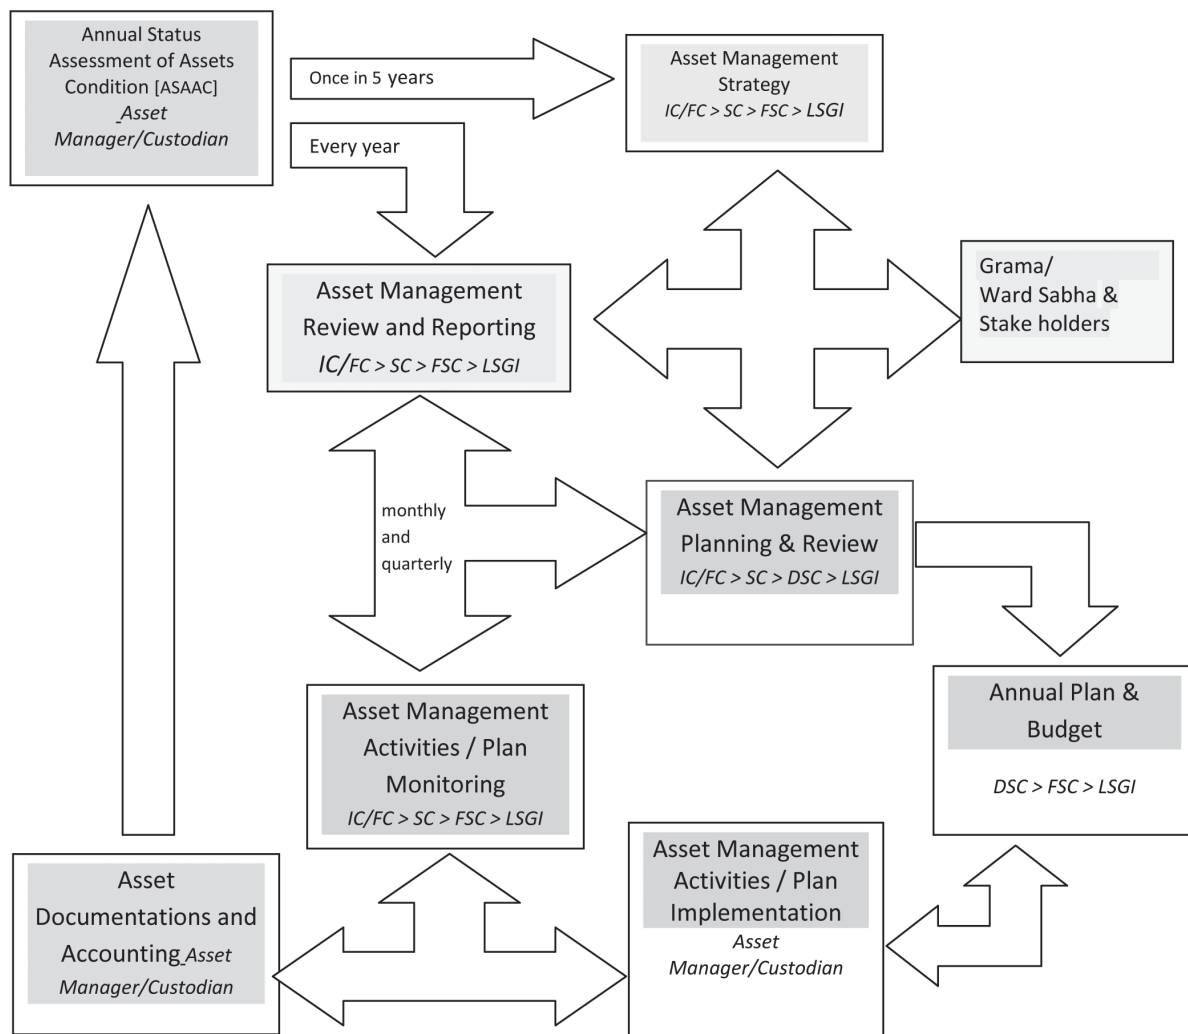 Annual Status
Assessment of Assets
Condition [ASAAC]
_Asset
Manager/Custodian
Once in 5 years
Every year
Asset Management
Strategy
IC/FC > SC > FSC > LSGI
Asset Management
Review and Reporting
IC/FC > SC > FSC > LSGI
Grama/
Ward Sabha &
Stake holders
monthly
and
quarterly
Asset Management
Planning & Review
IC/FC > SC > DSC > LSGI
Asset Management
Activities / Plan
Monitoring
IC/FC > SC > FSC > LSGI
Annual Plan &
Budget
DSC > FSC > LSGI
Asset
Documentations and
Accounting_Asset
Manager/Custodian
Asset Management
Activities / Plan
Implementation
Asset
Manager/Custodian